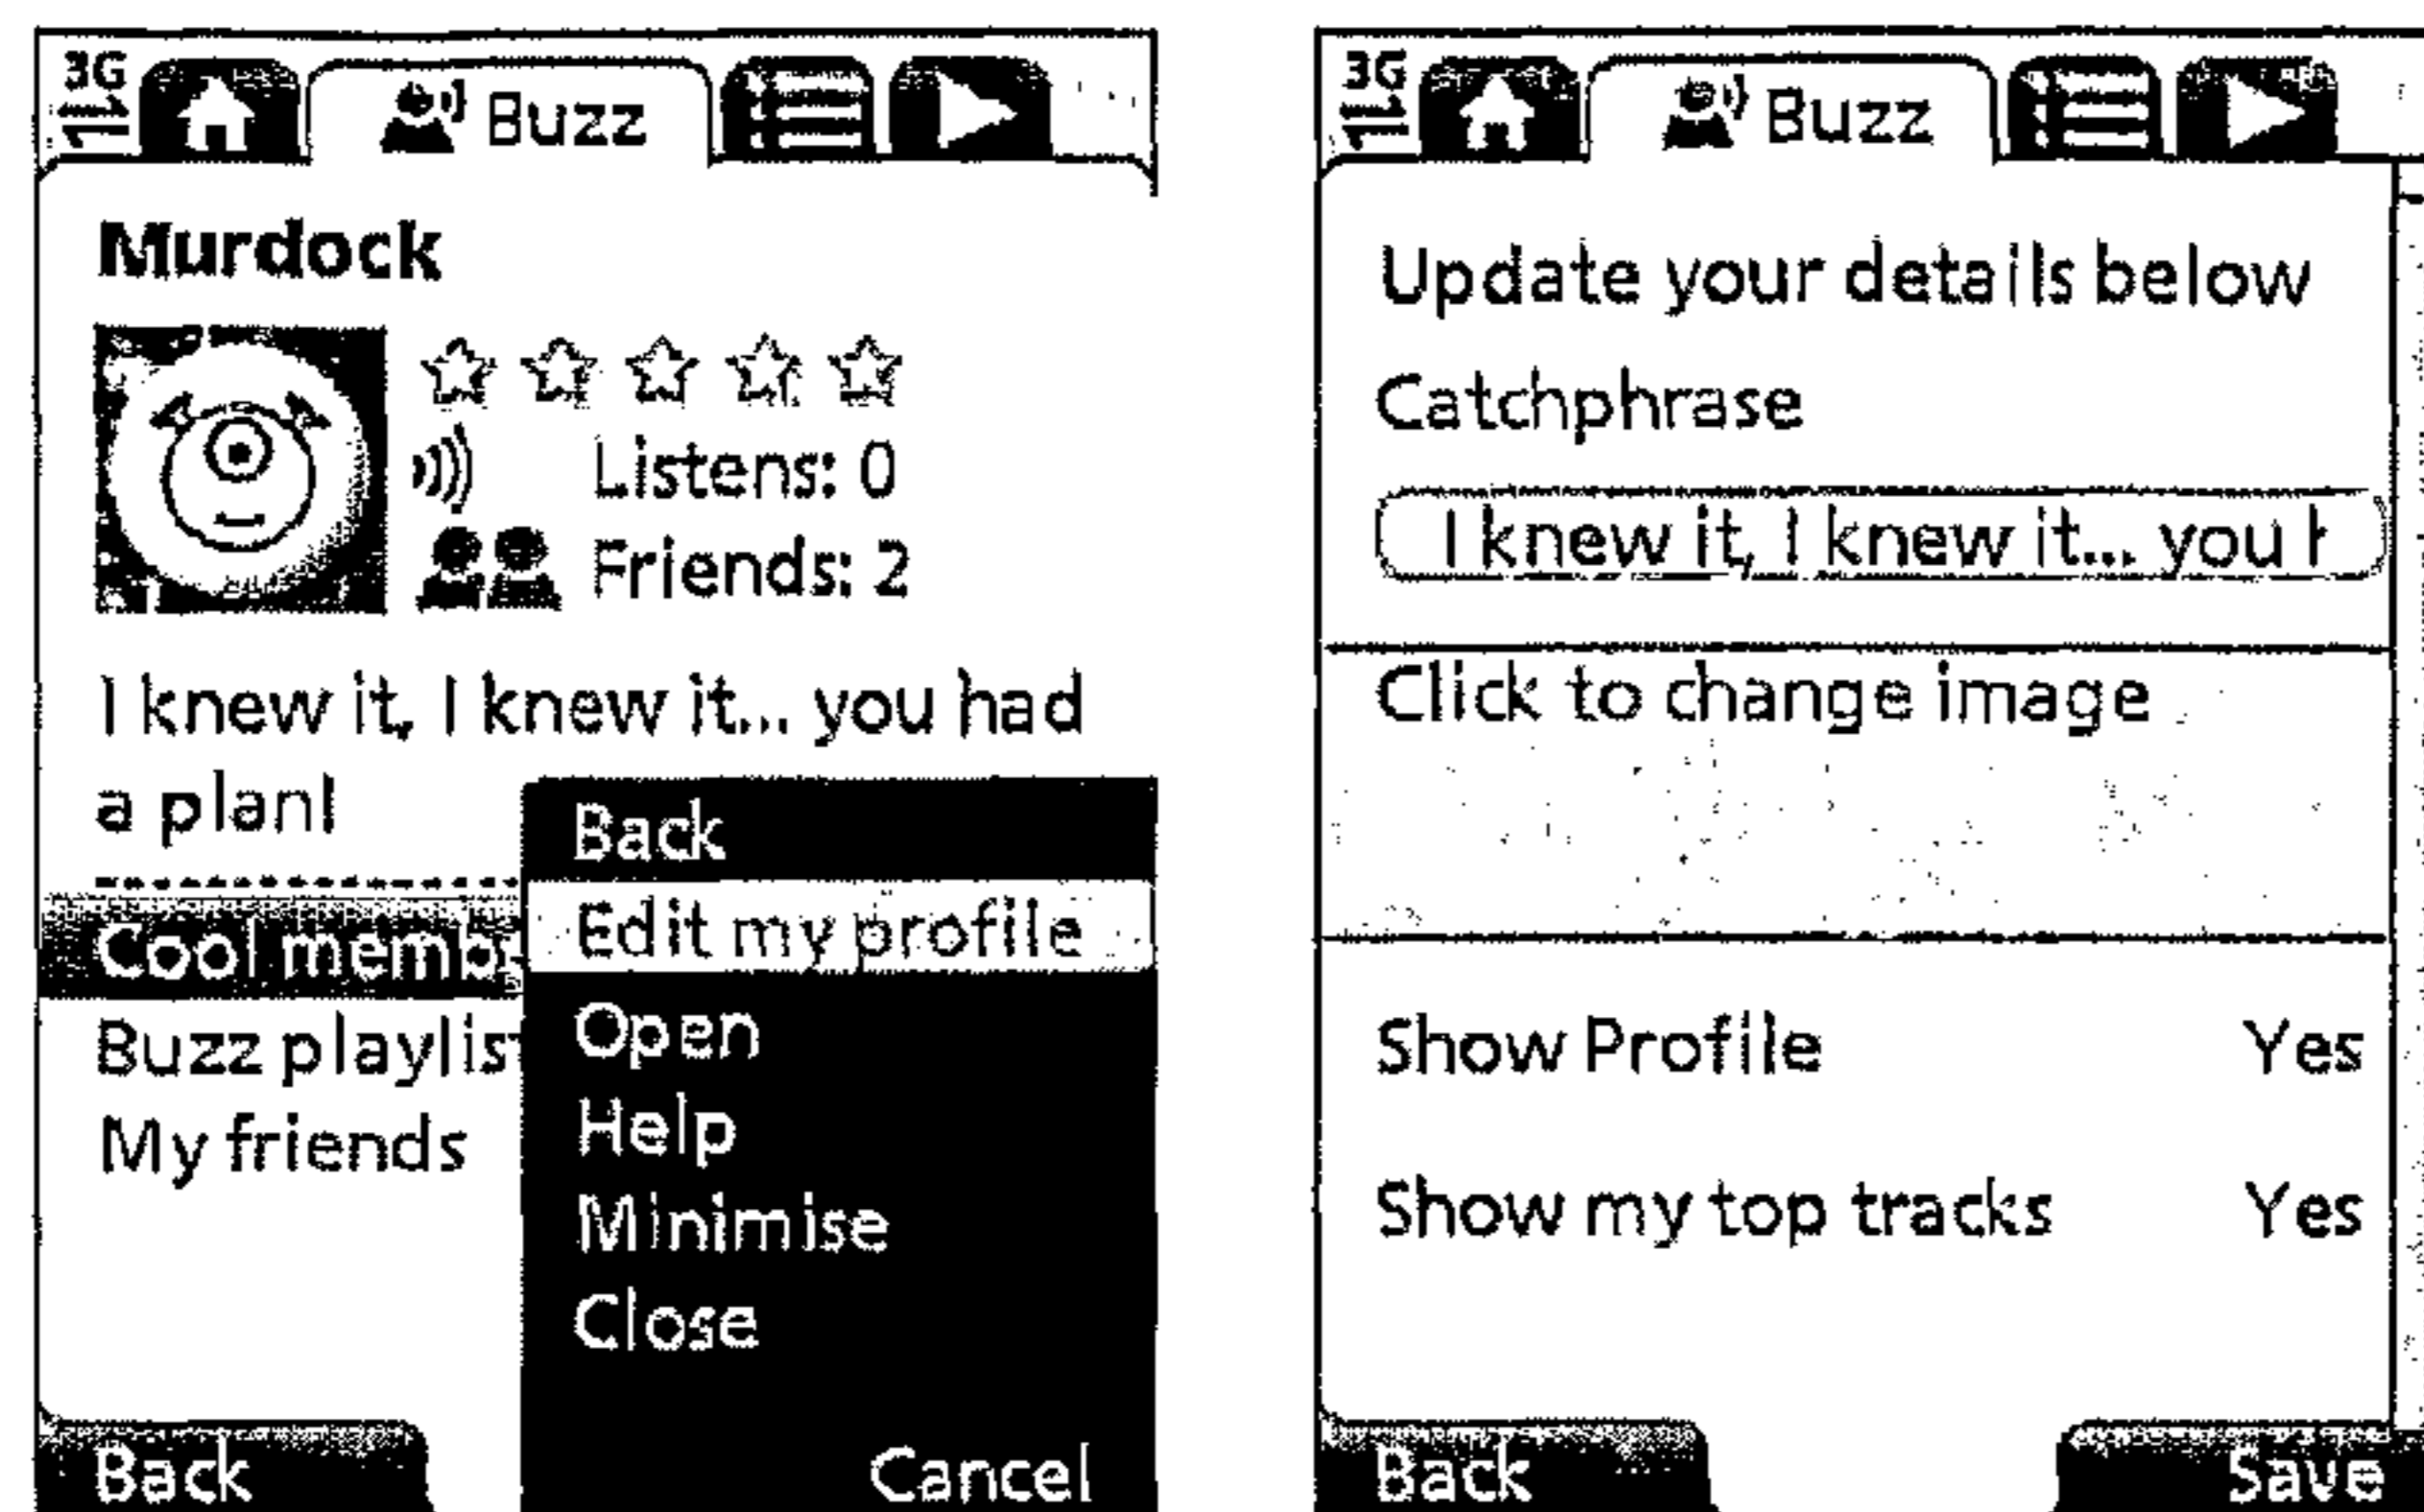 3G
Buzz
Murdock
Listens: 0
Friends: 2
I knew it, I knew it... you had
a plan!
Cool
Buzz
My friends
Back
Edit my profile
Open
Help
Minimise
Close
Back
Cancel
3G
Buzz
Update your details below
Catchphrase
I knew it, I knew it... you
Click to change image
Show Profile Yes
Show my top tracks Yes
Back
Save